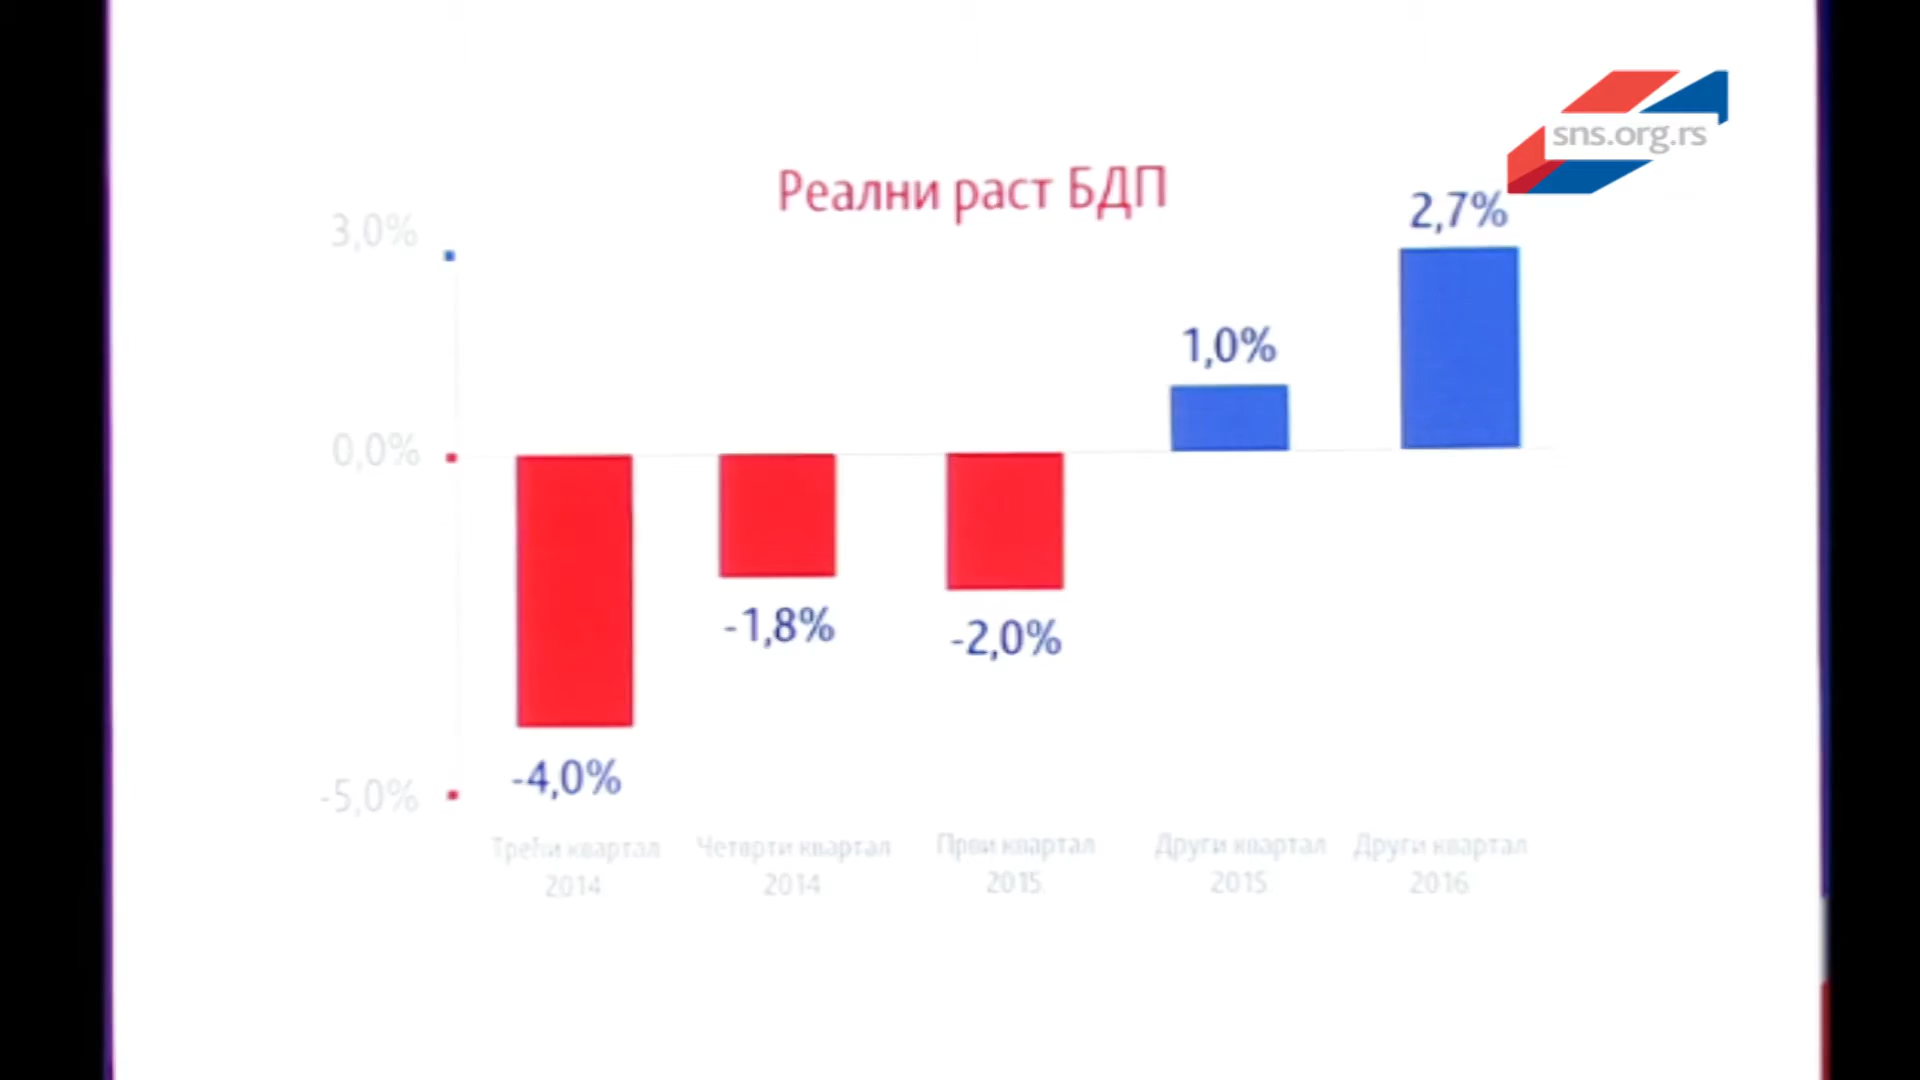 sns.org.rs
Реални раст БДП
3,0%
0,0%
-5,0%
-4,0%
-1,8%
-2,0%
1,0%
2,7%
Трећи квартал
2014
Четврти квартал
2014
Први квартал
2015.
Други квартал
2015
Други квартал
2016